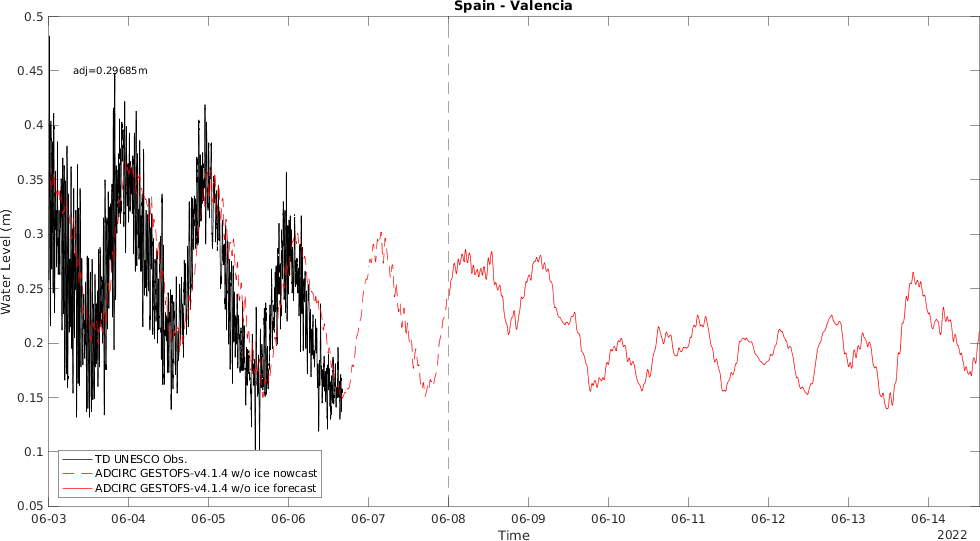 Spain - Valencia
adj=0.29685m
0.5
0.45
0.4
0.35
0.3
0.25
0.2
0.15
0.1
0.05
Water Level (m)
TD UNESCO Obs.
ADCIRC GESTOFS-v4.1.4 w/o ice nowcast
ADCIRC GESTOFS-v4.1.4 w/o ice forecast
06-03 06-04 06-05 06-06 06-07 06-08 06-09 06-10 06-11 06-12 06-13 06-14
Time
2022